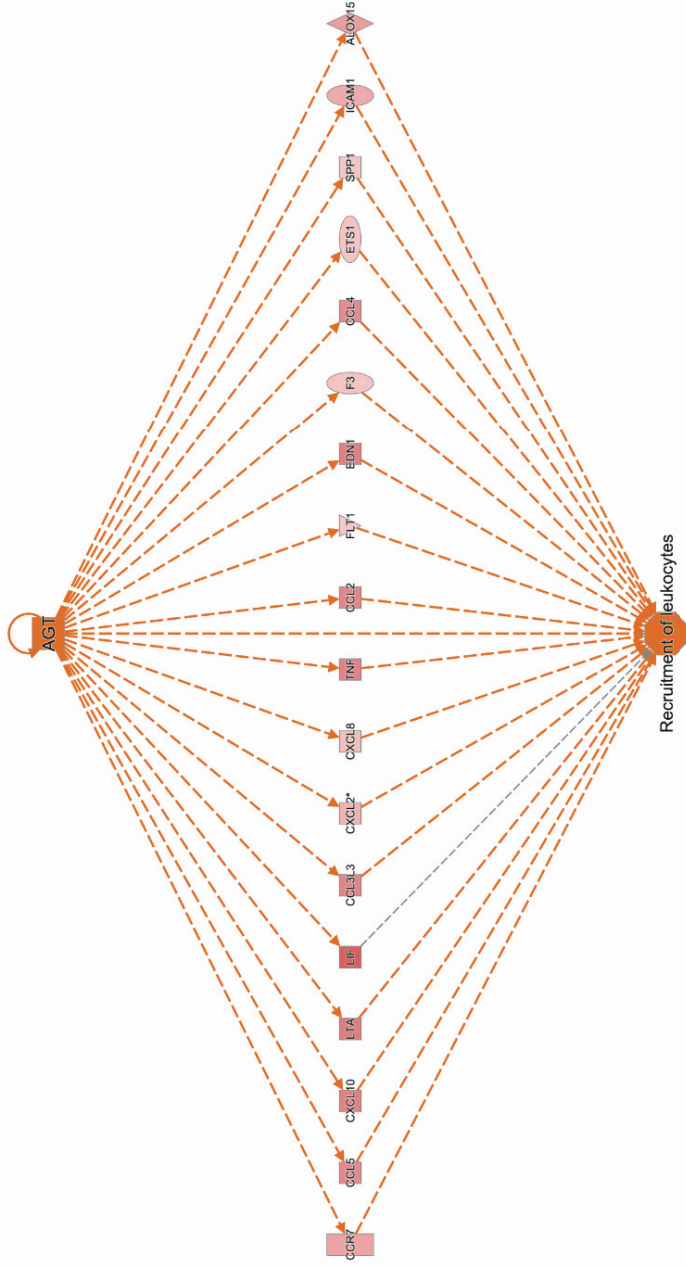 AGT
ALOX15
ICAM1
SPP1
ETS1
CCL4
F3
EDN1
FLT1
CCL2
TNF
CXCL8
CXCL2*
CCL3L3
LIF
LTA
CXCL10
CCL5
CCR7
Recruitment of leukocytes